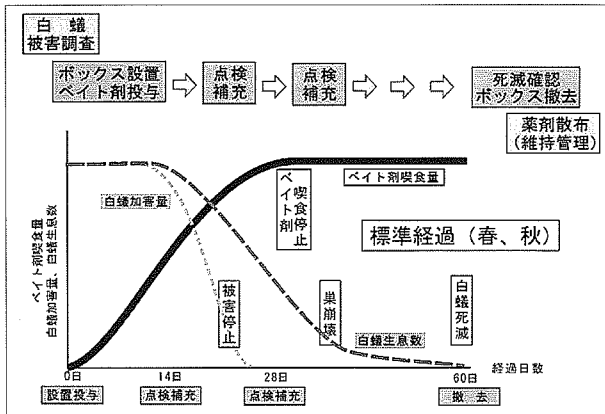 白蟻
被害調査
ボックス設置
ベイト剤投与
点検
補充
点検
補充
死滅確認
ボックス撤去
薬剤散布
(維持管理)
ベイト剤喫食量
白蟻加害量、白蟻生息数
白蟻加害量
ベイト剤
喫食停止
ベイト剤喫食量
標準経過(春、秋)
被害停止
巣崩壊
白蟻生息数
白蟻死滅
0日
14日
28日
60日
経過日数
設置投与
点検補充
点検補充
撤去